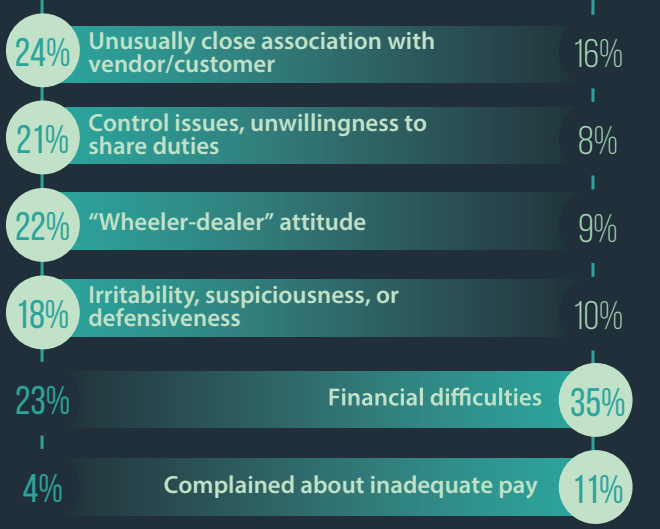 24% Unusually close association with 16%
vendor/customer
21% Control issues, unwillingness to 8%
share duties
22% “Wheeler-dealer” attitude 9%
18% Irritability, suspiciousness, or 10%
defensiveness
23% Financial difficulties 35%
4% Complained about inadequate pay 11%